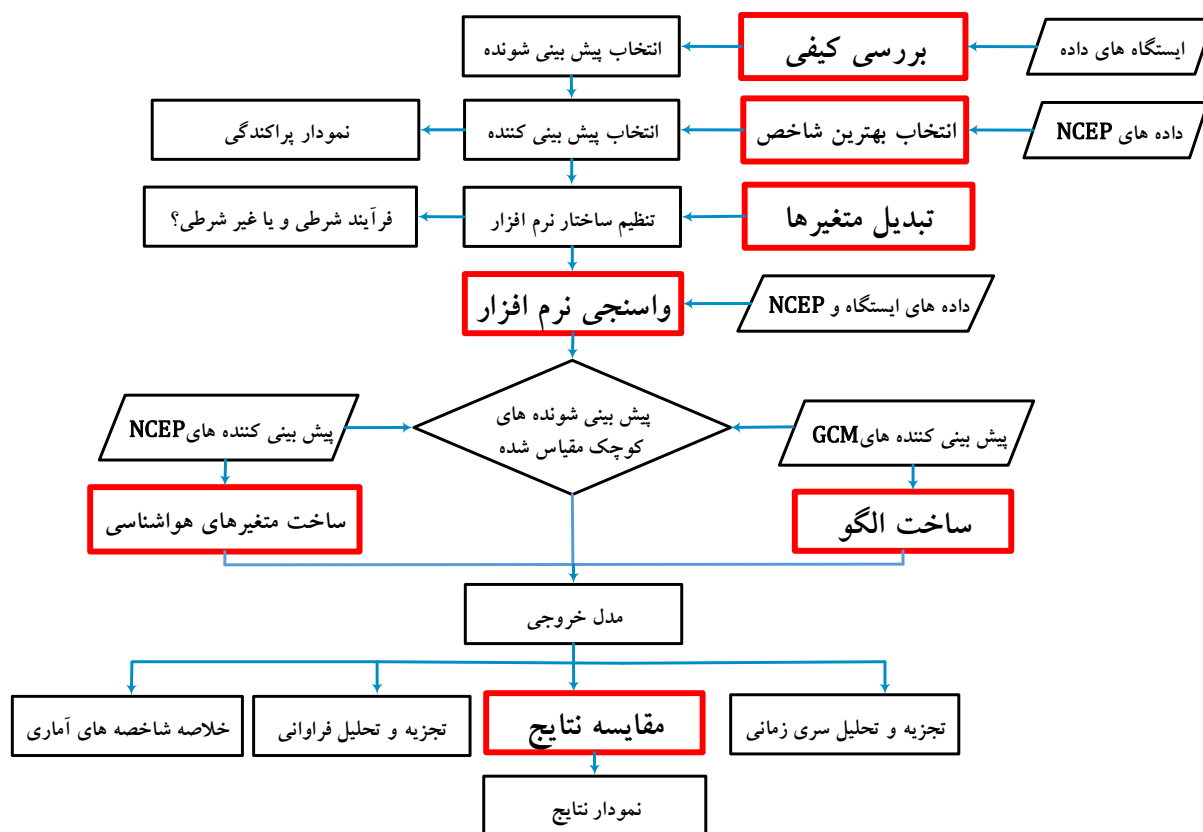 ایستگاه های داده
بررسی کیفی
انتخاب پیش بینی شونده
داده های NCEP
انتخاب بهترین شاخص
انتخاب پیش بینی کننده
نمودار پراکندگی
تبدیل متغیرها
تنظیم ساختار نرم افزار
فرآیند شرطی و یا غیر شرطی؟
داده های ایستگاه و NCEP
واسنجی نرم افزار
پیش بینی شونده های
کوچک مقیاس شده
پیش بینی کننده هایGCM
پیش بینی کننده هایNCEP
ساخت الگو
ساخت متغیرهای هواشناسی
مدل خروجی
تجزیه و تحلیل سری زمانی
مقایسه نتایج
تجزیه و تحلیل فراوانی
خلاصه شاخصه های آماری
نمودار نتایج